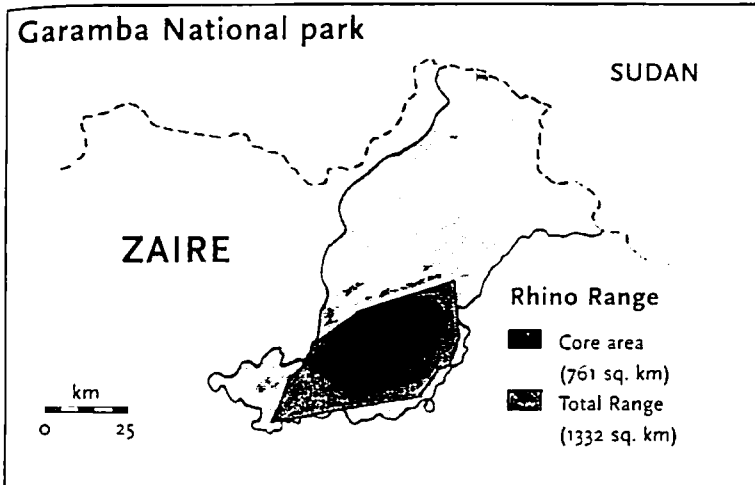 Garamba National park
SUDAN
ZAIRE
Rhino Range
Core area
(761 sq. km)
Total Range
(1332 sq. km)
km
0 25